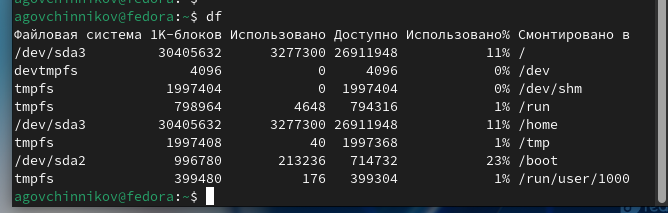 agovchinnikov@fedora:~$ df
Файловая система 1K-блоков Использовано Доступно Использовано% Смонтировано в
/dev/sda3 30405632 3277300 26911948 11% /
devtmpfs 4096 0 4096 0% /dev
tmpfs 1997404 0 1997404 0% /dev/shm
tmpfs 798964 4648 794316 1% /run
/dev/sda3 30405632 3277300 26911948 11% /home
tmpfs 1997408 40 1997368 1% /tmp
/dev/sda2 996780 213236 714732 23% /boot
tmpfs 399480 176 399304 1% /run/user/1000
agovchinnikov@fedora:~$